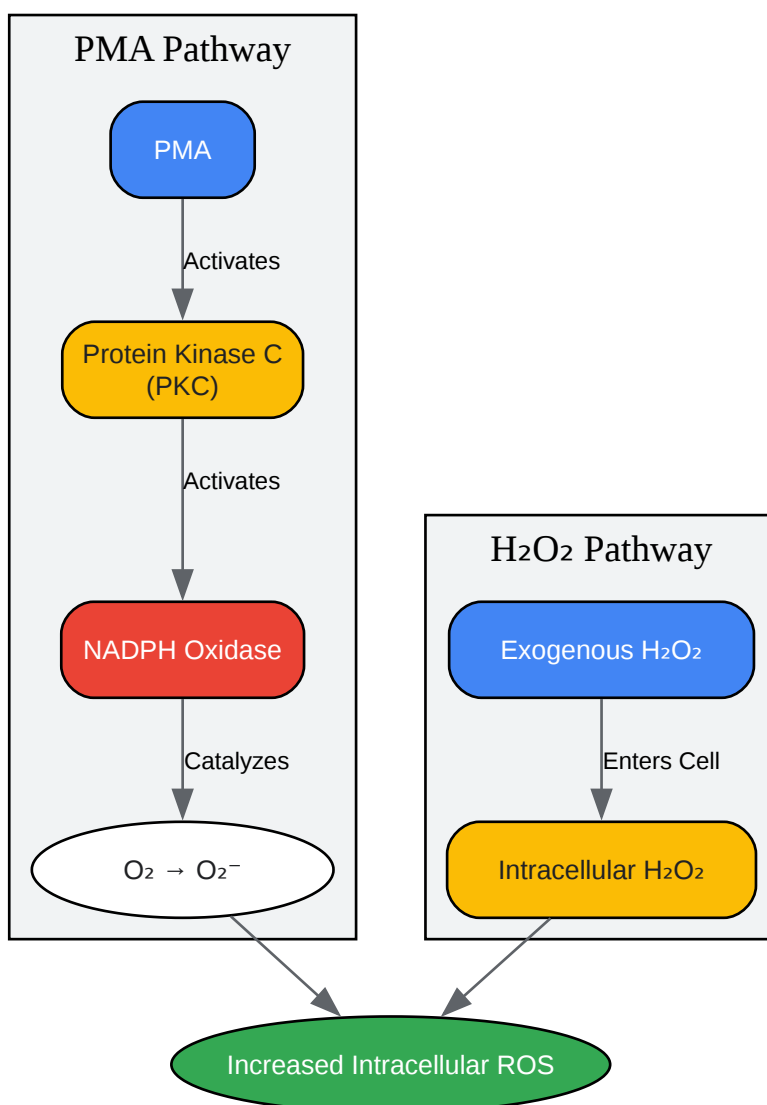 PMA Pathway
PMA
Activates
Protein Kinase C
(PKC)
Activates
NADPH Oxidase
Catalyzes
O₂ → O₂⁻
H₂O₂ Pathway
Exogenous H₂O₂
Enters Cell
Intracellular H₂O₂
Increased Intracellular ROS